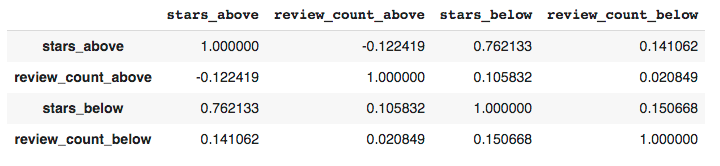 stars_above review_count_above stars_below review_count_below
stars_above 1.000000 -0.122419 0.762133 0.141062
review_count_above -0.122419 1.000000 0.105832 0.020849
stars_below 0.762133 0.105832 1.000000 0.150668
review_count_below 0.141062 0.020849 0.150668 1.000000